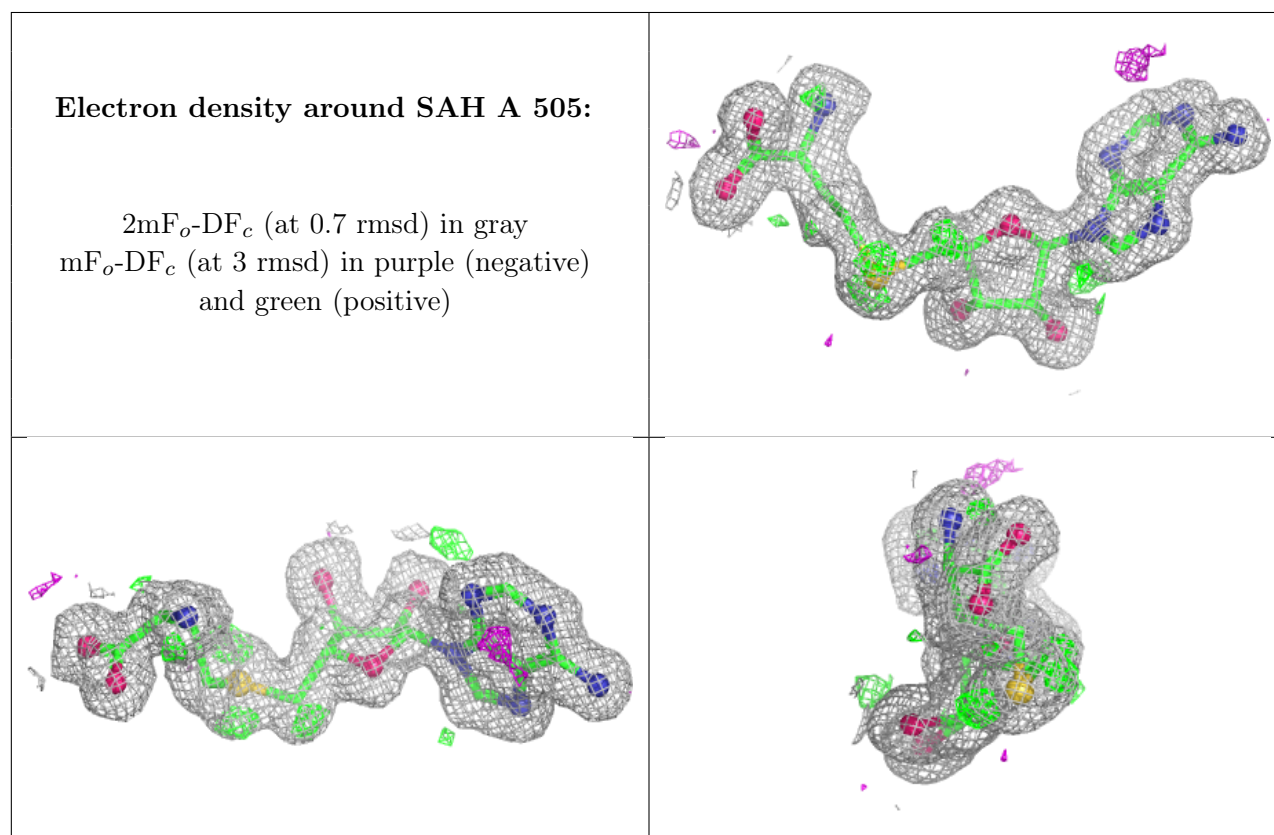 Electron density around SAH A 505:
2mFₒ-DF𝒸 (at 0.7 rmsd) in gray
mFₒ-DF𝒸 (at 3 rmsd) in purple (negative)
and green (positive)